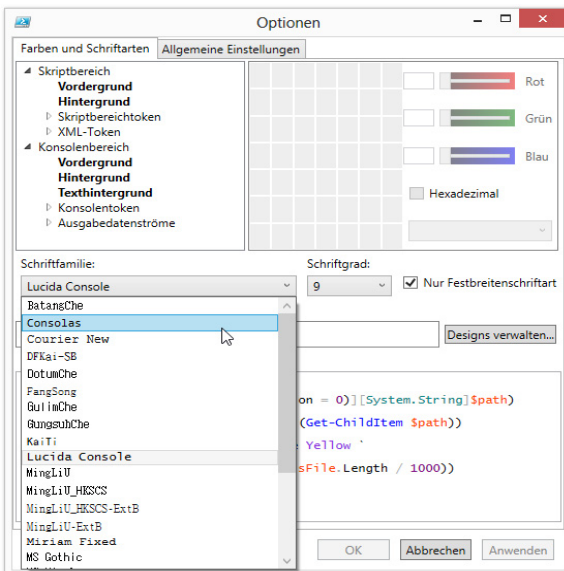 Optionen
Farben und Schriftarten Allgemeine Einstellungen
Skriptbereich
Vordergrund
Hintergrund
Skriptbereichtoken
XML-Token
Konsolenbereich
Vordergrund
Hintergrund
Texthintergrund
Konsolentoken
Ausgabedatenströme
Rot
Grün
Blau
Hexadezimal
Schriftfamilie: Schriftgrad:
Lucida Console 9 Nur Festbreitenschriftart
BatangChe
Consolas
Courier New
DFKai-SB
DotumChe
FangSong
GulimChe
GungsuhChe
KaiTi
Lucida Console
MingLiU
MingLiU_HKSCS
MingLiU_HKSCS-ExtB
MingLiU-ExtB
Miriam Fixed
MS Gothic
Designs verwalten...
on = 0)][System.String]$path)
(Get-ChildItem $path))
Yellow `
sFile.Length / 1000))
OK Abbrechen Anwenden